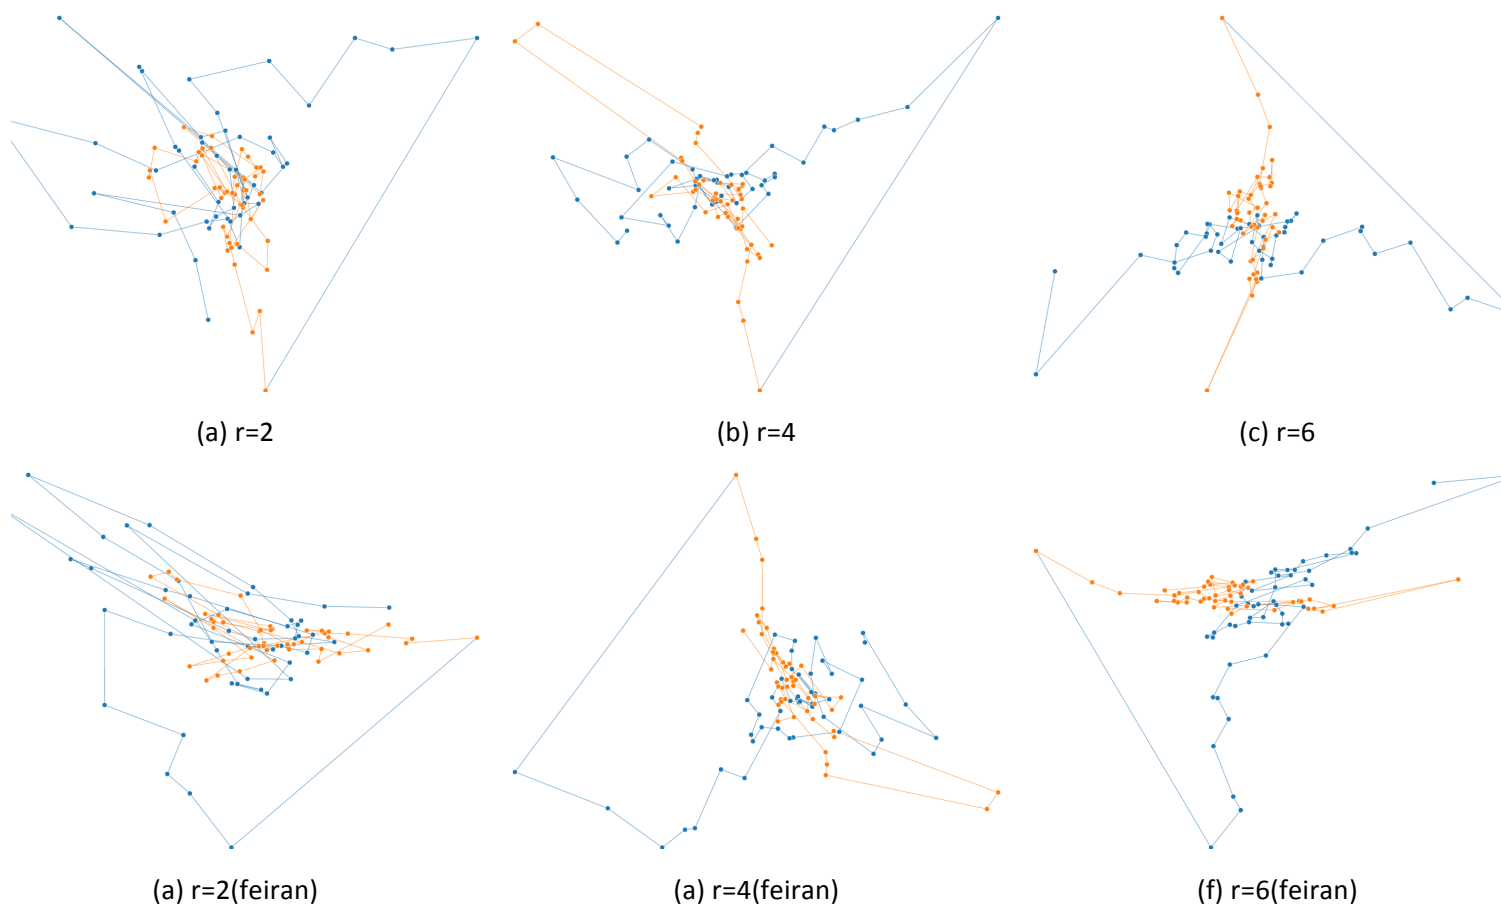 (a) r=2
(b) r=4
(c) r=6
(a) r=2(feiran)
(a) r=4(feiran)
(f) r=6(feiran)